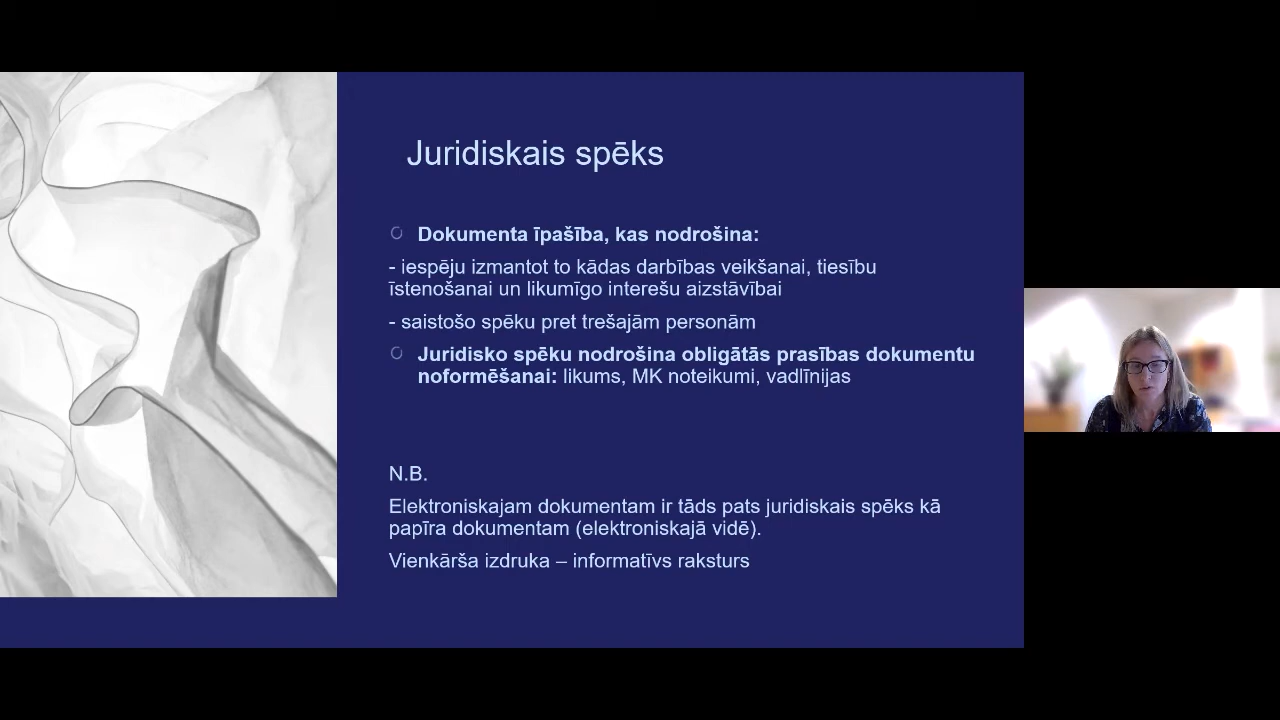 Juridiskais spēks
Dokumenta īpašība, kas nodrošina:
- iespēju izmantot to kādas darbības veikšanai, tiesību
īstenošanai un likumīgo interešu aizstāvībai
- saistošo spēku pret trešajām personām
Juridisko spēku nodrošina obligātās prasības dokumentu
noformēšanai: likums, MK noteikumi, vadlīnijas
N.B.
Elektroniskajam dokumentam ir tāds pats juridiskais spēks kā
papīra dokumentam (elektroniskajā vidē).
Vienkārša izdruka – informatīvs raksturs